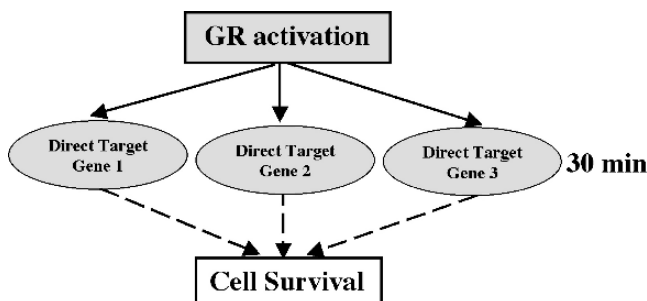 GR activation
Direct Target
Gene 1
Direct Target
Gene 2
Direct Target
Gene 3
30 min
Cell Survival